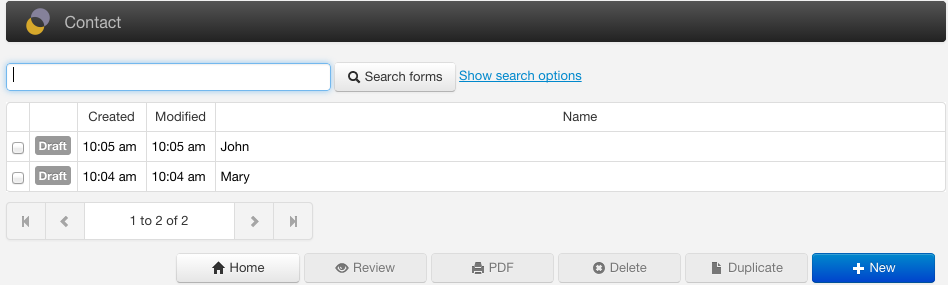 Contact
Search forms Show search options
Created Modified Name
Draft 10:05 am 10:05 am John
Draft 10:04 am 10:04 am Mary
1 to 2 of 2
Home Review PDF Delete Duplicate New